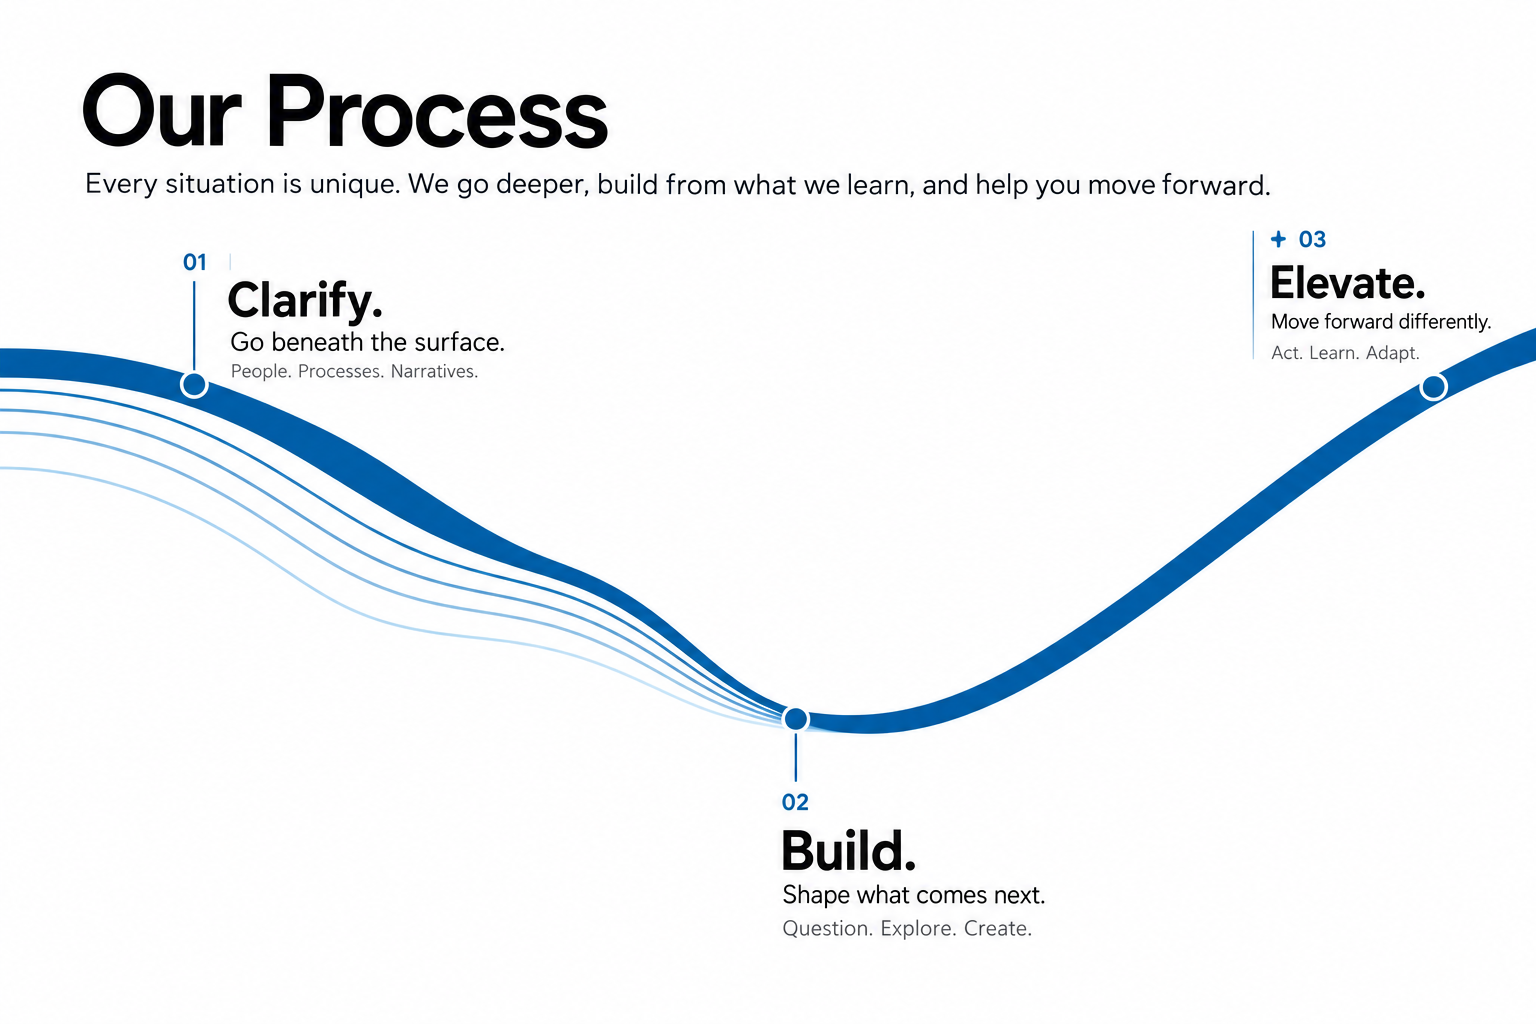 Our Process
Every situation is unique. We go deeper, build from what we learn, and help you move forward.
01
Clarify.
Go beneath the surface.
People. Processes. Narratives.
02
Build.
Shape what comes next.
Question. Explore. Create.
03
Elevate.
Move forward differently.
Act. Learn. Adapt.